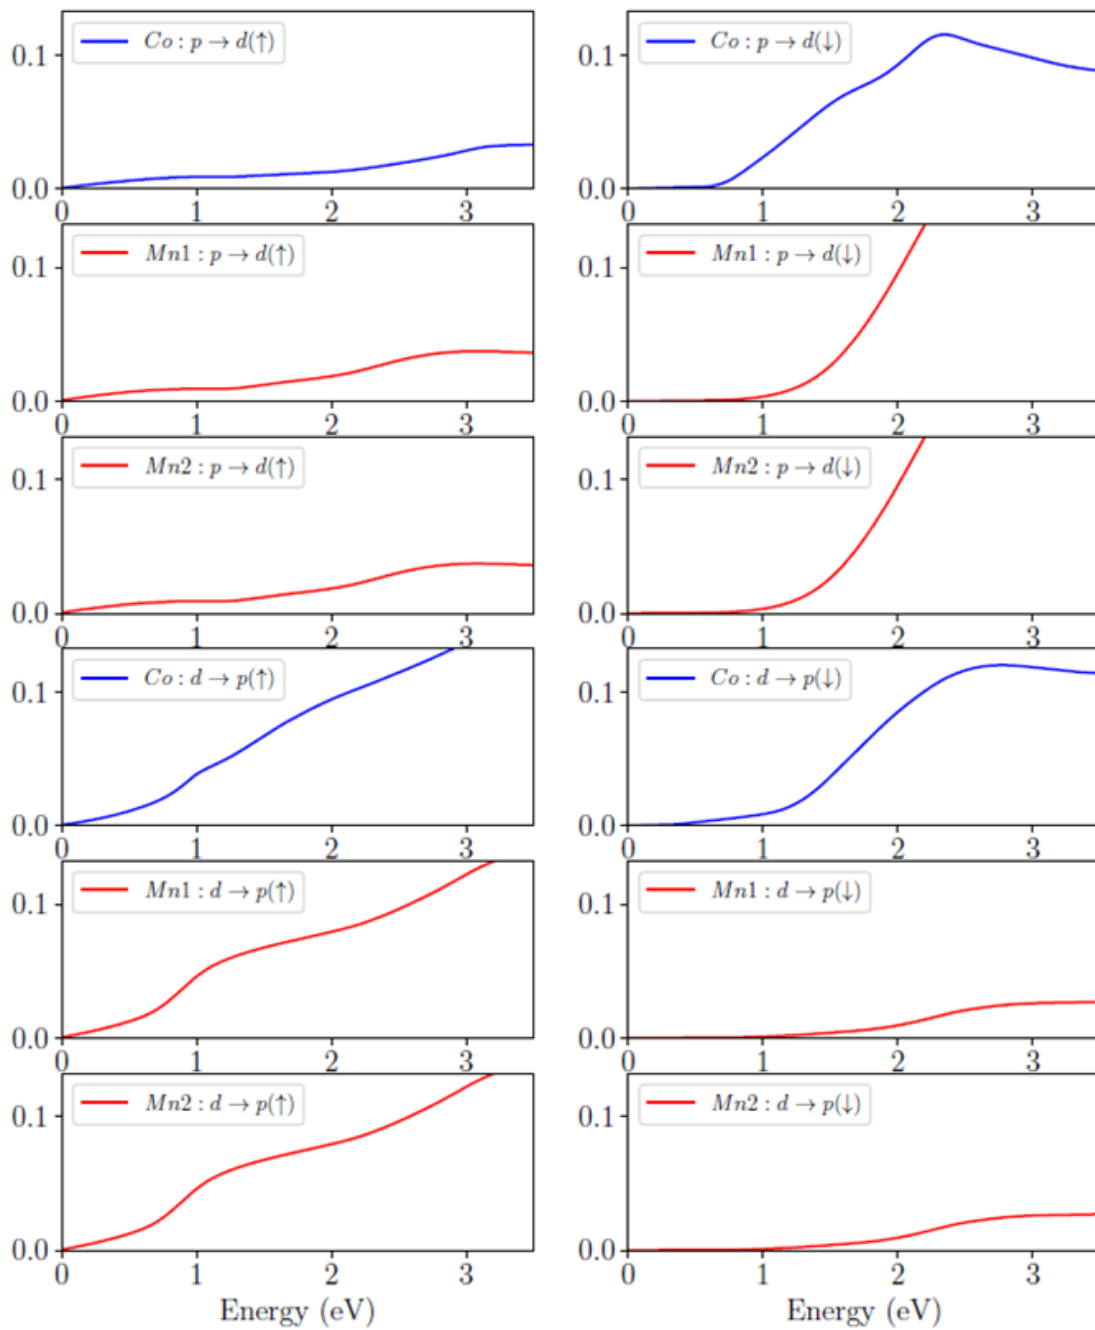 Co : p → d(↑)
0.1
0.0
0 1 2 3
Co : p → d(↓)
0.1
0.0
0 1 2 3
Mn1 : p → d(↑)
0.1
0.0
0 1 2 3
Mn1 : p → d(↓)
0.1
0.0
0 1 2 3
Mn2 : p → d(↑)
0.1
0.0
0 1 2 3
Mn2 : p → d(↓)
0.1
0.0
0 1 2 3
Co : d → p(↑)
0.1
0.0
0 1 2 3
Co : d → p(↓)
0.1
0.0
0 1 2 3
Mn1 : d → p(↑)
0.1
0.0
0 1 2 3
Mn1 : d → p(↓)
0.1
0.0
0 1 2 3
Mn2 : d → p(↑)
0.1
0.0
0 1 2 3
Energy (eV)
Mn2 : d → p(↓)
0.1
0.0
0 1 2 3
Energy (eV)